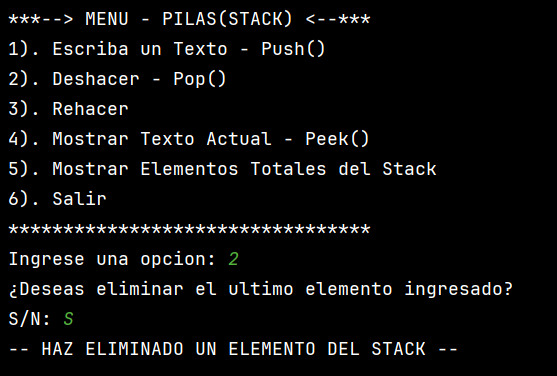 ***--> MENU - PILAS(STACK) <--***
1). Escriba un Texto - Push()
2). Deshacer - Pop()
3). Rehacer
4). Mostrar Texto Actual - Peek()
5). Mostrar Elementos Totales del Stack
6). Salir
*********************************
Ingrese una opcion: 2
¿Deseas eliminar el ultimo elemento ingresado?
S/N: S
-- HAZ ELIMINADO UN ELEMENTO DEL STACK --